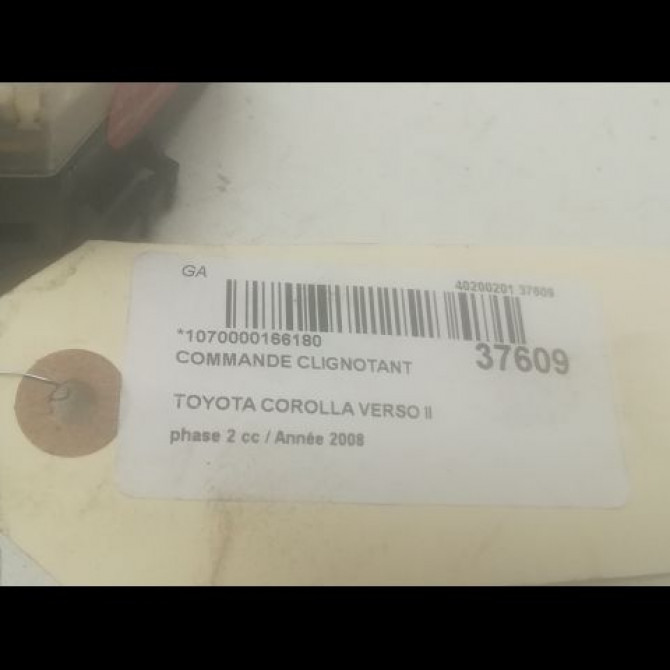 GA
40200201 37609
*1070000166180
37609
COMMANDE CLIGNOTANT
TOYOTA COROLLA VERSO II
phase 2 cc / Année 2008